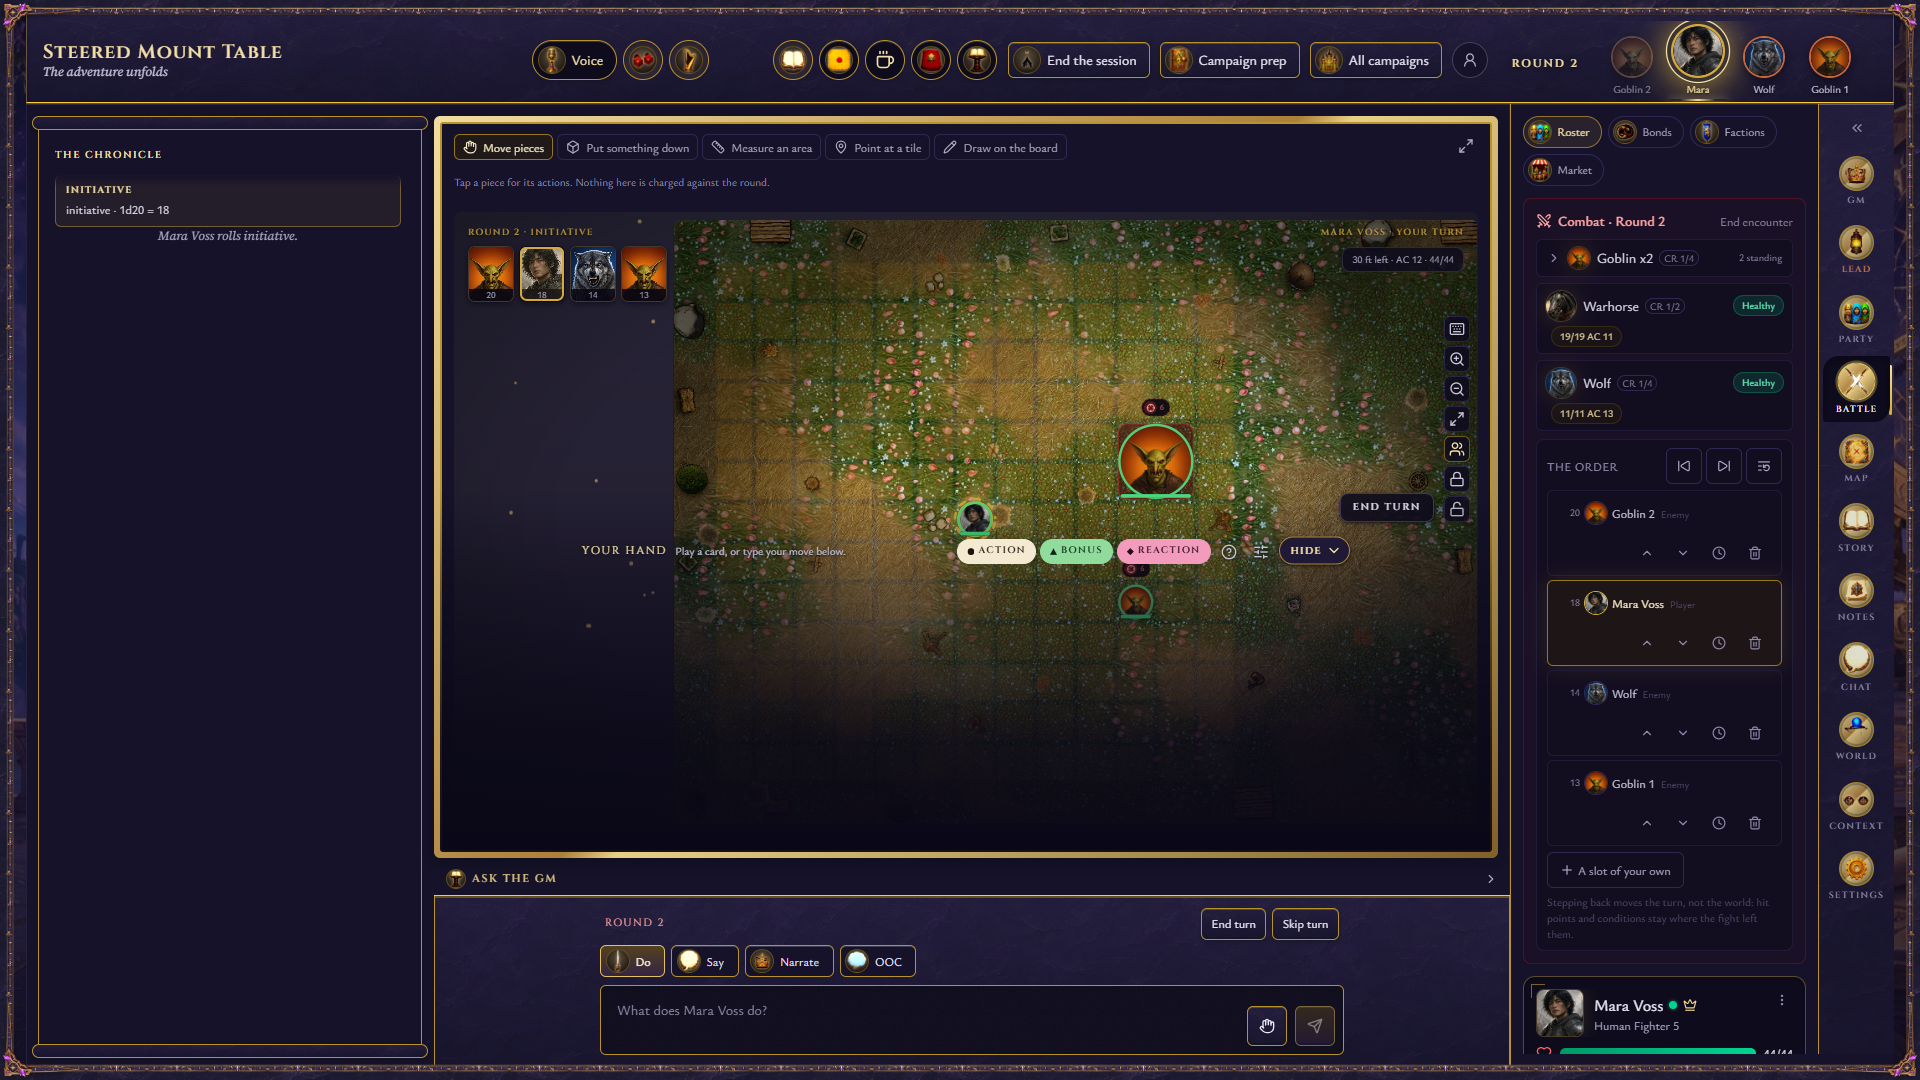 STEERED MOUNT TABLE
The adventure unfolds
Voice
End the session
Campaign prep
All campaigns
ROUND 2
Goblin 2
Mara
Wolf
Goblin 1
THE CHRONICLE
INITIATIVE
initiative · 1d20 = 18
Mara Voss rolls initiative.
Move pieces
Put something down
Measure an area
Point at a tile
Draw on the board
Tap a piece for its actions. Nothing here is charged against the round.
ROUND 2 · INITIATIVE
20
18
14
13
MARA VOSS · YOUR TURN
30 ft left · AC 12 · 44/44
6
END TURN
YOUR HAND
Play a card, or type your move below.
ACTION
BONUS
REACTION
HIDE
ASK THE GM
ROUND 2
End turn
Skip turn
Do
Say
Narrate
OOC
What does Mara Voss do?
Roster
Bonds
Factions
Market
Combat · Round 2
End encounter
Goblin x2
CR 1/4
2 standing
Warhorse
CR 1/2
Healthy
19/19 AC 11
Wolf
CR 1/4
Healthy
11/11 AC 13
THE ORDER
20
Goblin 2
Enemy
18
Mara Voss
Player
14
Wolf
Enemy
13
Goblin 1
Enemy
A slot of your own
Stepping back moves the turn, not the world: hit
points and conditions stay where the fight left
them.
Mara Voss
Human Fighter 5
GM
LEAD
PARTY
BATTLE
MAP
STORY
NOTES
CHAT
WORLD
CONTEXT
SETTINGS